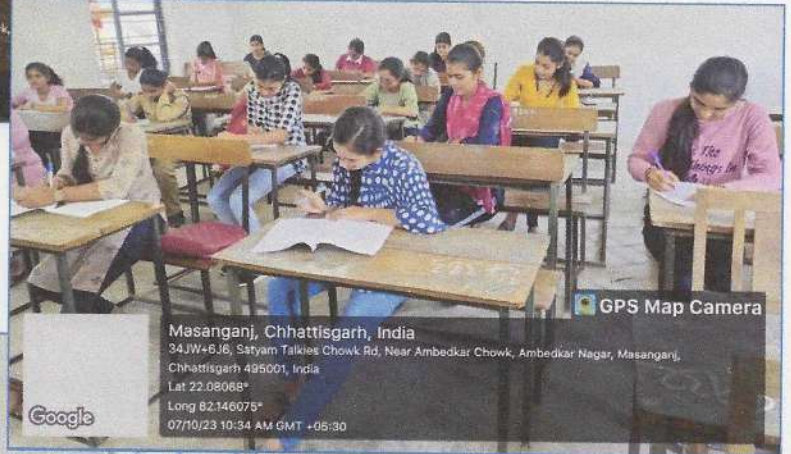 GPS Map Camera
Masanganj, Chhattisgarh, India
34JW+6J6, Satyam Talkies Chowk Rd, Near Ambedkar Chowk, Ambedkar Nagar, Masanganj,
Chhattisgarh 495001, India
Lat 22.08068°
Long 82.146075°
07/10/23 10:34 AM GMT +05:30
Google